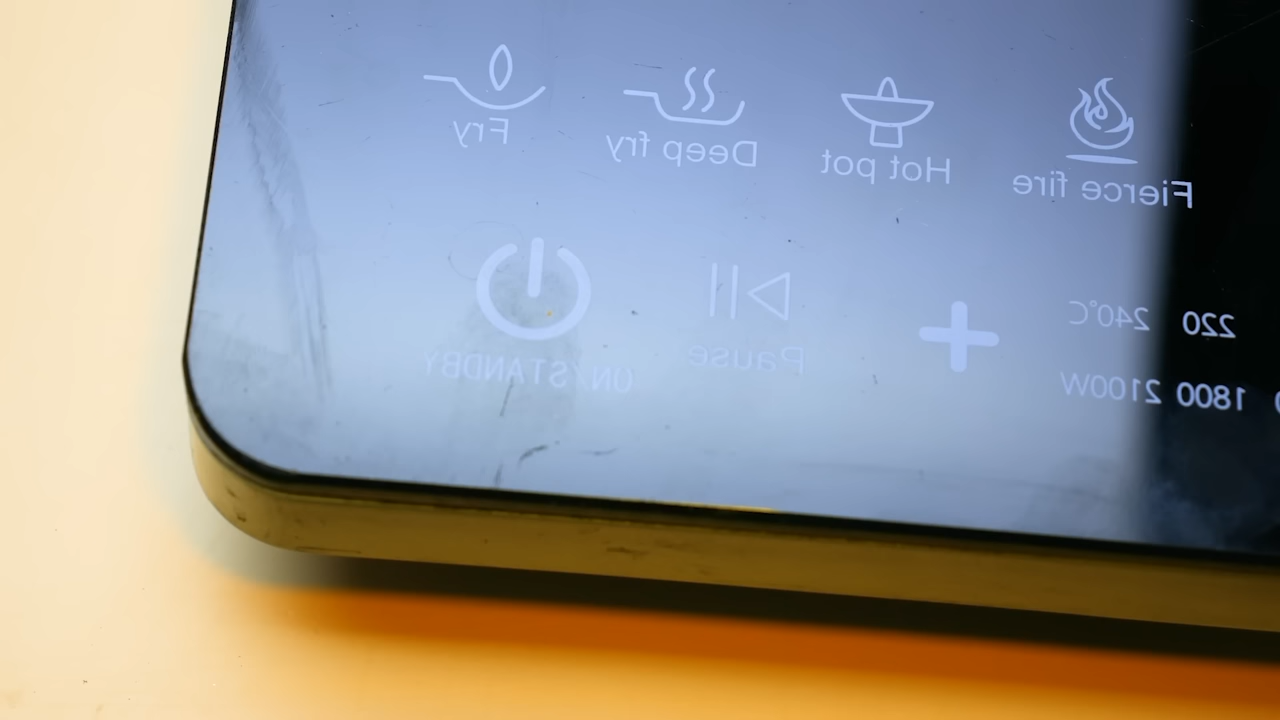 Fierce fire
Hot pot
Deep fry
Fry
220 240°C
1800 2100W
Pause
ON/STANDBY